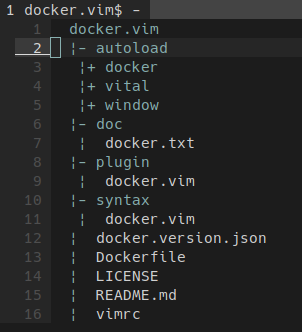 1 docker.vim$ -
1 docker.vim
2 ¦- autoload
3 ¦+ docker
4 ¦+ vital
5 ¦+ window
6 ¦- doc
7 ¦ docker.txt
8 ¦- plugin
9 ¦ docker.vim
10 ¦- syntax
11 ¦ docker.vim
12 ¦ docker.version.json
13 ¦ Dockerfile
14 ¦ LICENSE
15 ¦ README.md
16 ¦ vimrc